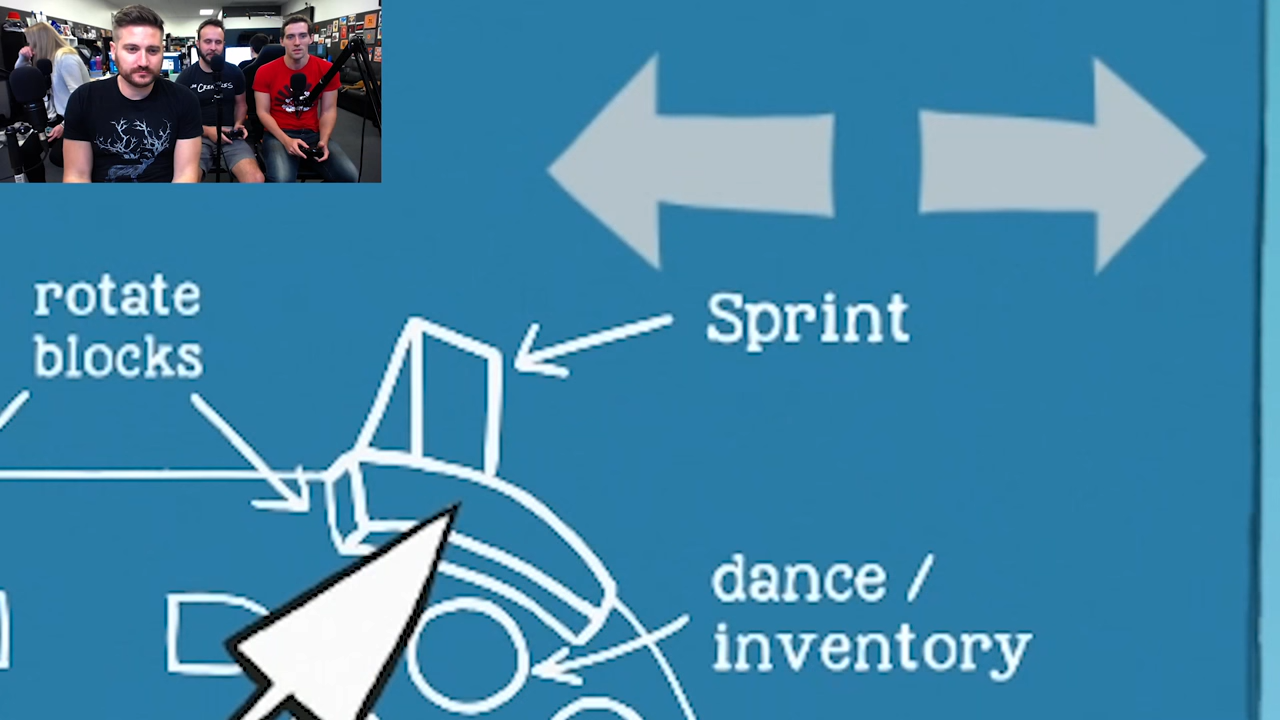 rotate
blocks
Sprint
dance /
inventory